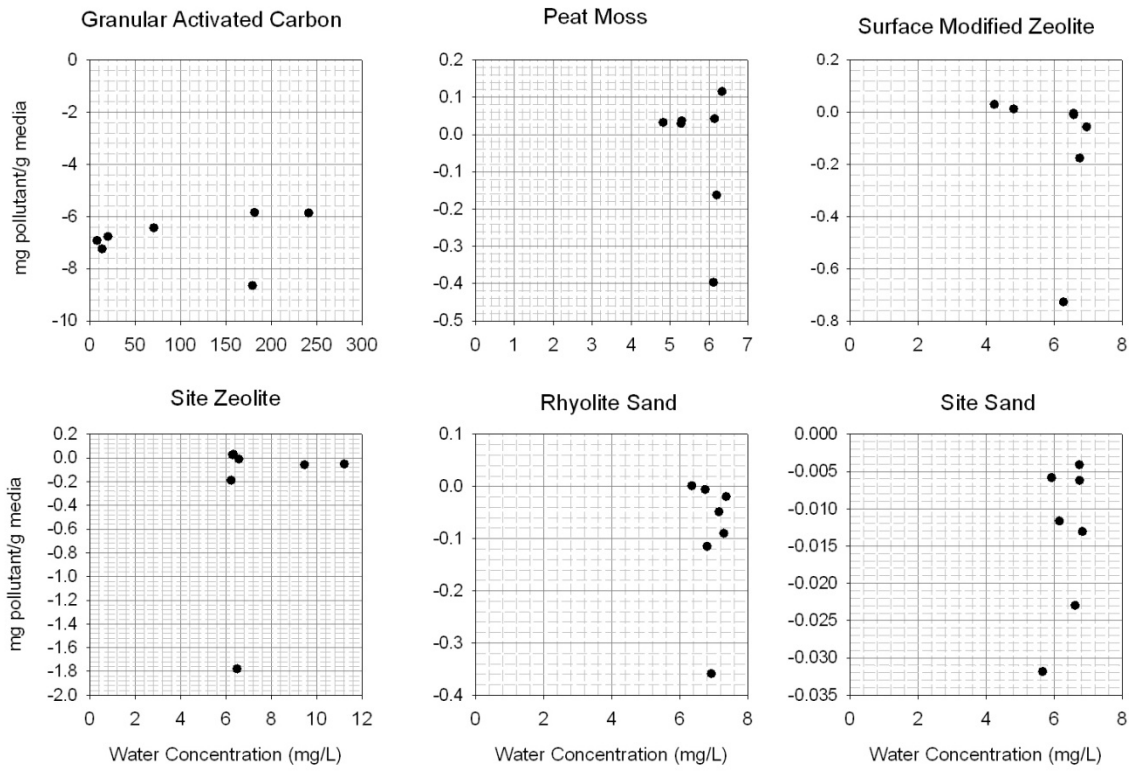 Granular Activated Carbon
Peat Moss
Surface Modified Zeolite
mg pollutant/g media
0
-2
-4
-6
-8
-10
0 50 100 150 200 250 300
0.2
0.1
0.0
-0.1
-0.2
-0.3
-0.4
-0.5
0 1 2 3 4 5 6 7
0.2
0.0
-0.2
-0.4
-0.6
-0.8
0 2 4 6 8
Site Zeolite
Rhyolite Sand
Site Sand
mg pollutant/g media
0.2
0.0
-0.2
-0.4
-0.6
-0.8
-1.0
-1.2
-1.4
-1.6
-1.8
-2.0
0 2 4 6 8 10 12
Water Concentration (mg/L)
0.1
0.0
-0.1
-0.2
-0.3
-0.4
0 2 4 6 8
Water Concentration (mg/L)
0.000
-0.005
-0.010
-0.015
-0.020
-0.025
-0.030
-0.035
0 2 4 6 8
Water Concentration (mg/L)